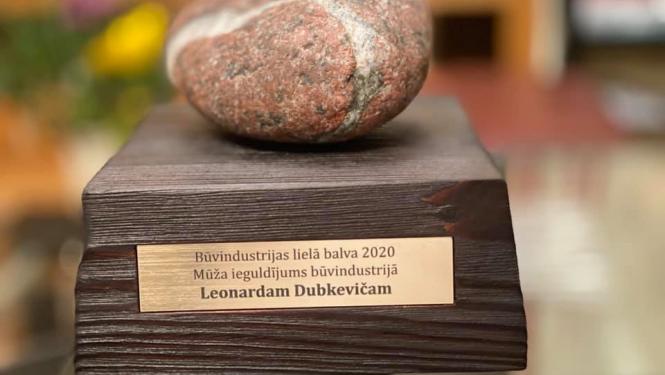 Būvindustrijas lielā balva 2020
Mūža ieguldījums būvindustrijā
Leonardam Dubkevičam